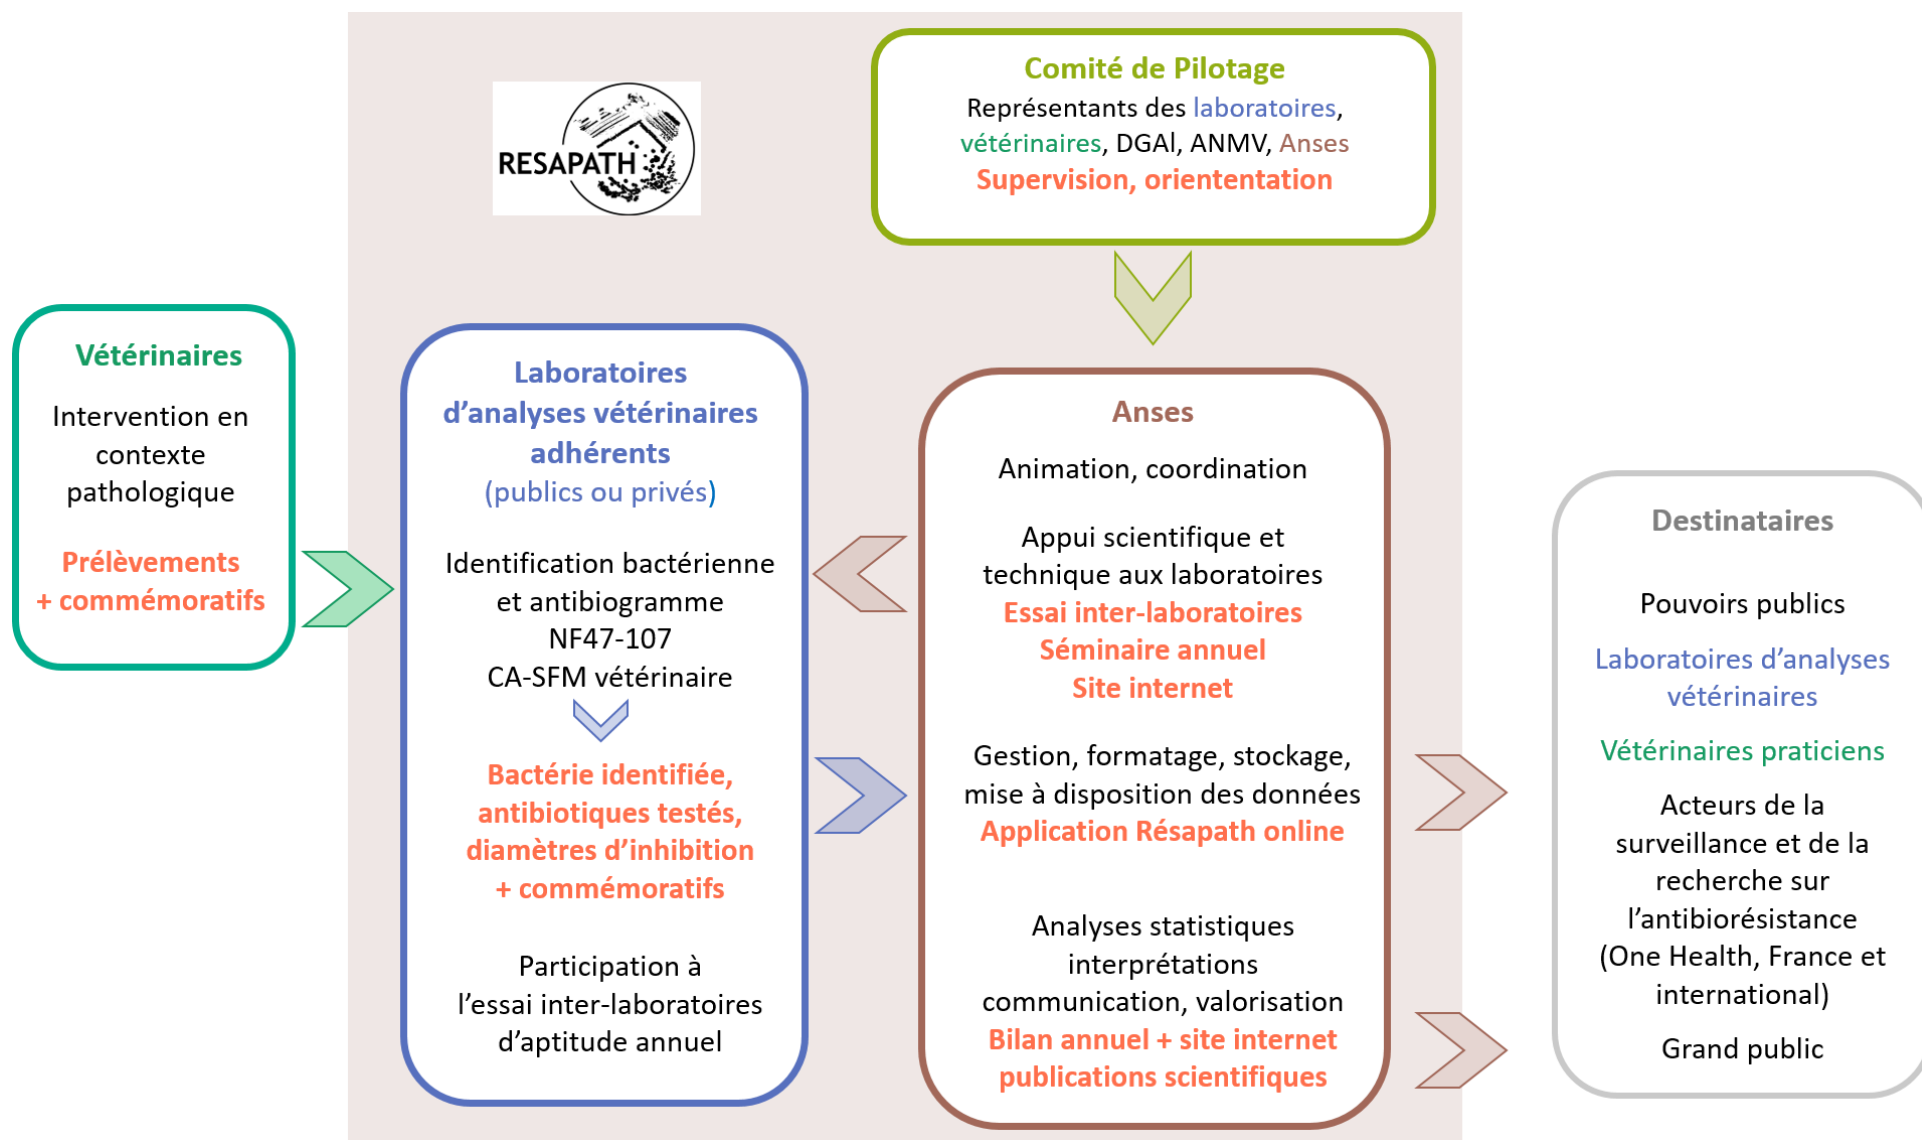 RESAPATH
Comité de Pilotage
Représentants des laboratoires,
vétérinaires, DGAl, ANMV, Anses
Supervision, oriententation
Vétérinaires
Intervention en
contexte
pathologique
Prélèvements
+ commémoratifs
Laboratoires
d’analyses vétérinaires
adhérents
(publics ou privés)
Identification bactérienne
et antibiogramme
NF47-107
CA-SFM vétérinaire
Bactérie identifiée,
antibiotiques testés,
diamètres d’inhibition
+ commémoratifs
Participation à
l’essai inter-laboratoires
d’aptitude annuel
Anses
Animation, coordination
Appui scientifique et
technique aux laboratoires
Essai inter-laboratoires
Séminaire annuel
Site internet
Gestion, formatage, stockage,
mise à disposition des données
Application Résapath online
Analyses statistiques
interprétations
communication, valorisation
Bilan annuel + site internet
publications scientifiques
Destinataires
Pouvoirs publics
Laboratoires d’analyses
vétérinaires
Vétérinaires praticiens
Acteurs de la
surveillance et de la
recherche sur
l’antibiorésistance
(One Health, France et
international)
Grand public